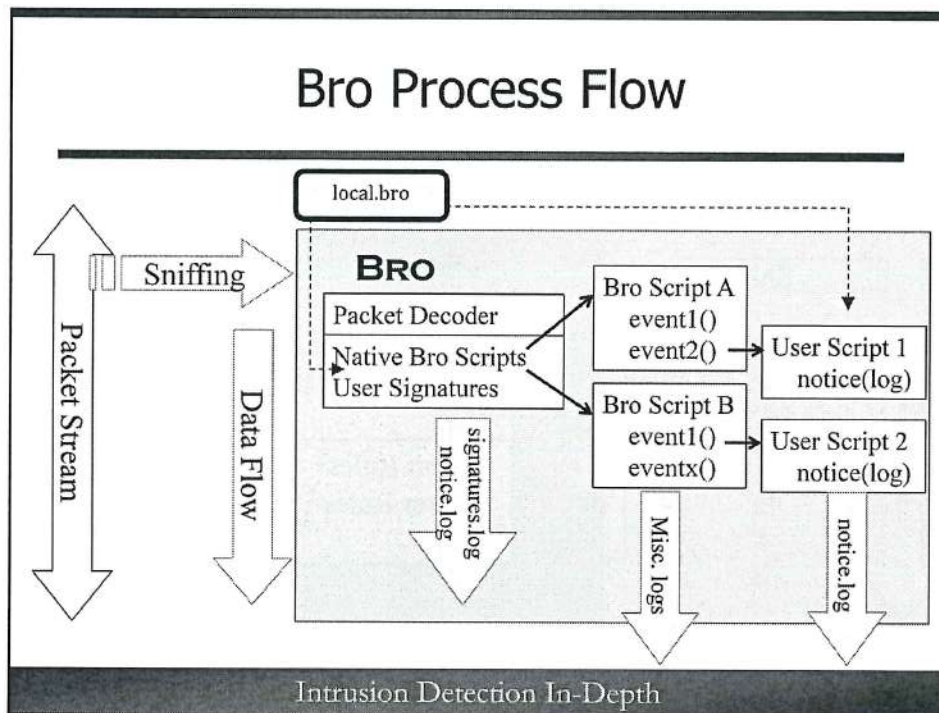 Bro Process Flow
local.bro
Packet Stream
Sniffing
Data Flow
BRO
Packet Decoder
Native Bro Scripts
User Signatures
signatures.log
notice.log
Bro Script A
event1()
event2()
Bro Script B
event1()
eventx()
Misc. logs
User Script 1
notice(log)
User Script 2
notice(log)
notice.log
Intrusion Detection In-Depth